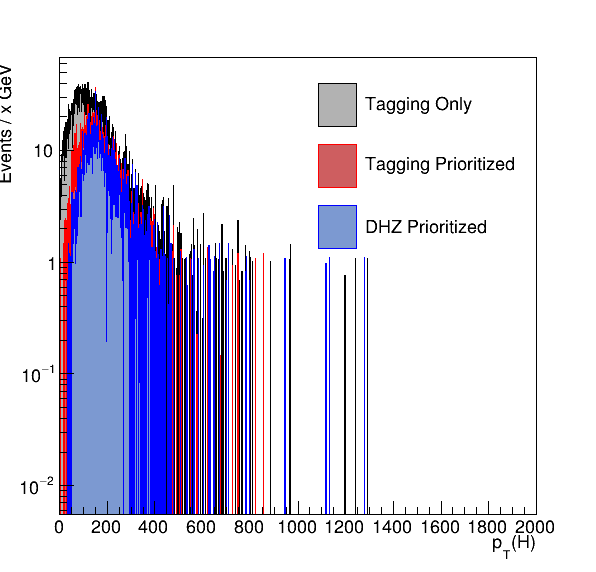 Events / x GeV
Tagging Only
Tagging Prioritized
DHZ Prioritized
10
1
10⁻¹
10⁻²
0 200 400 600 800 1000 1200 1400 1600 1800 2000
p_T(H)